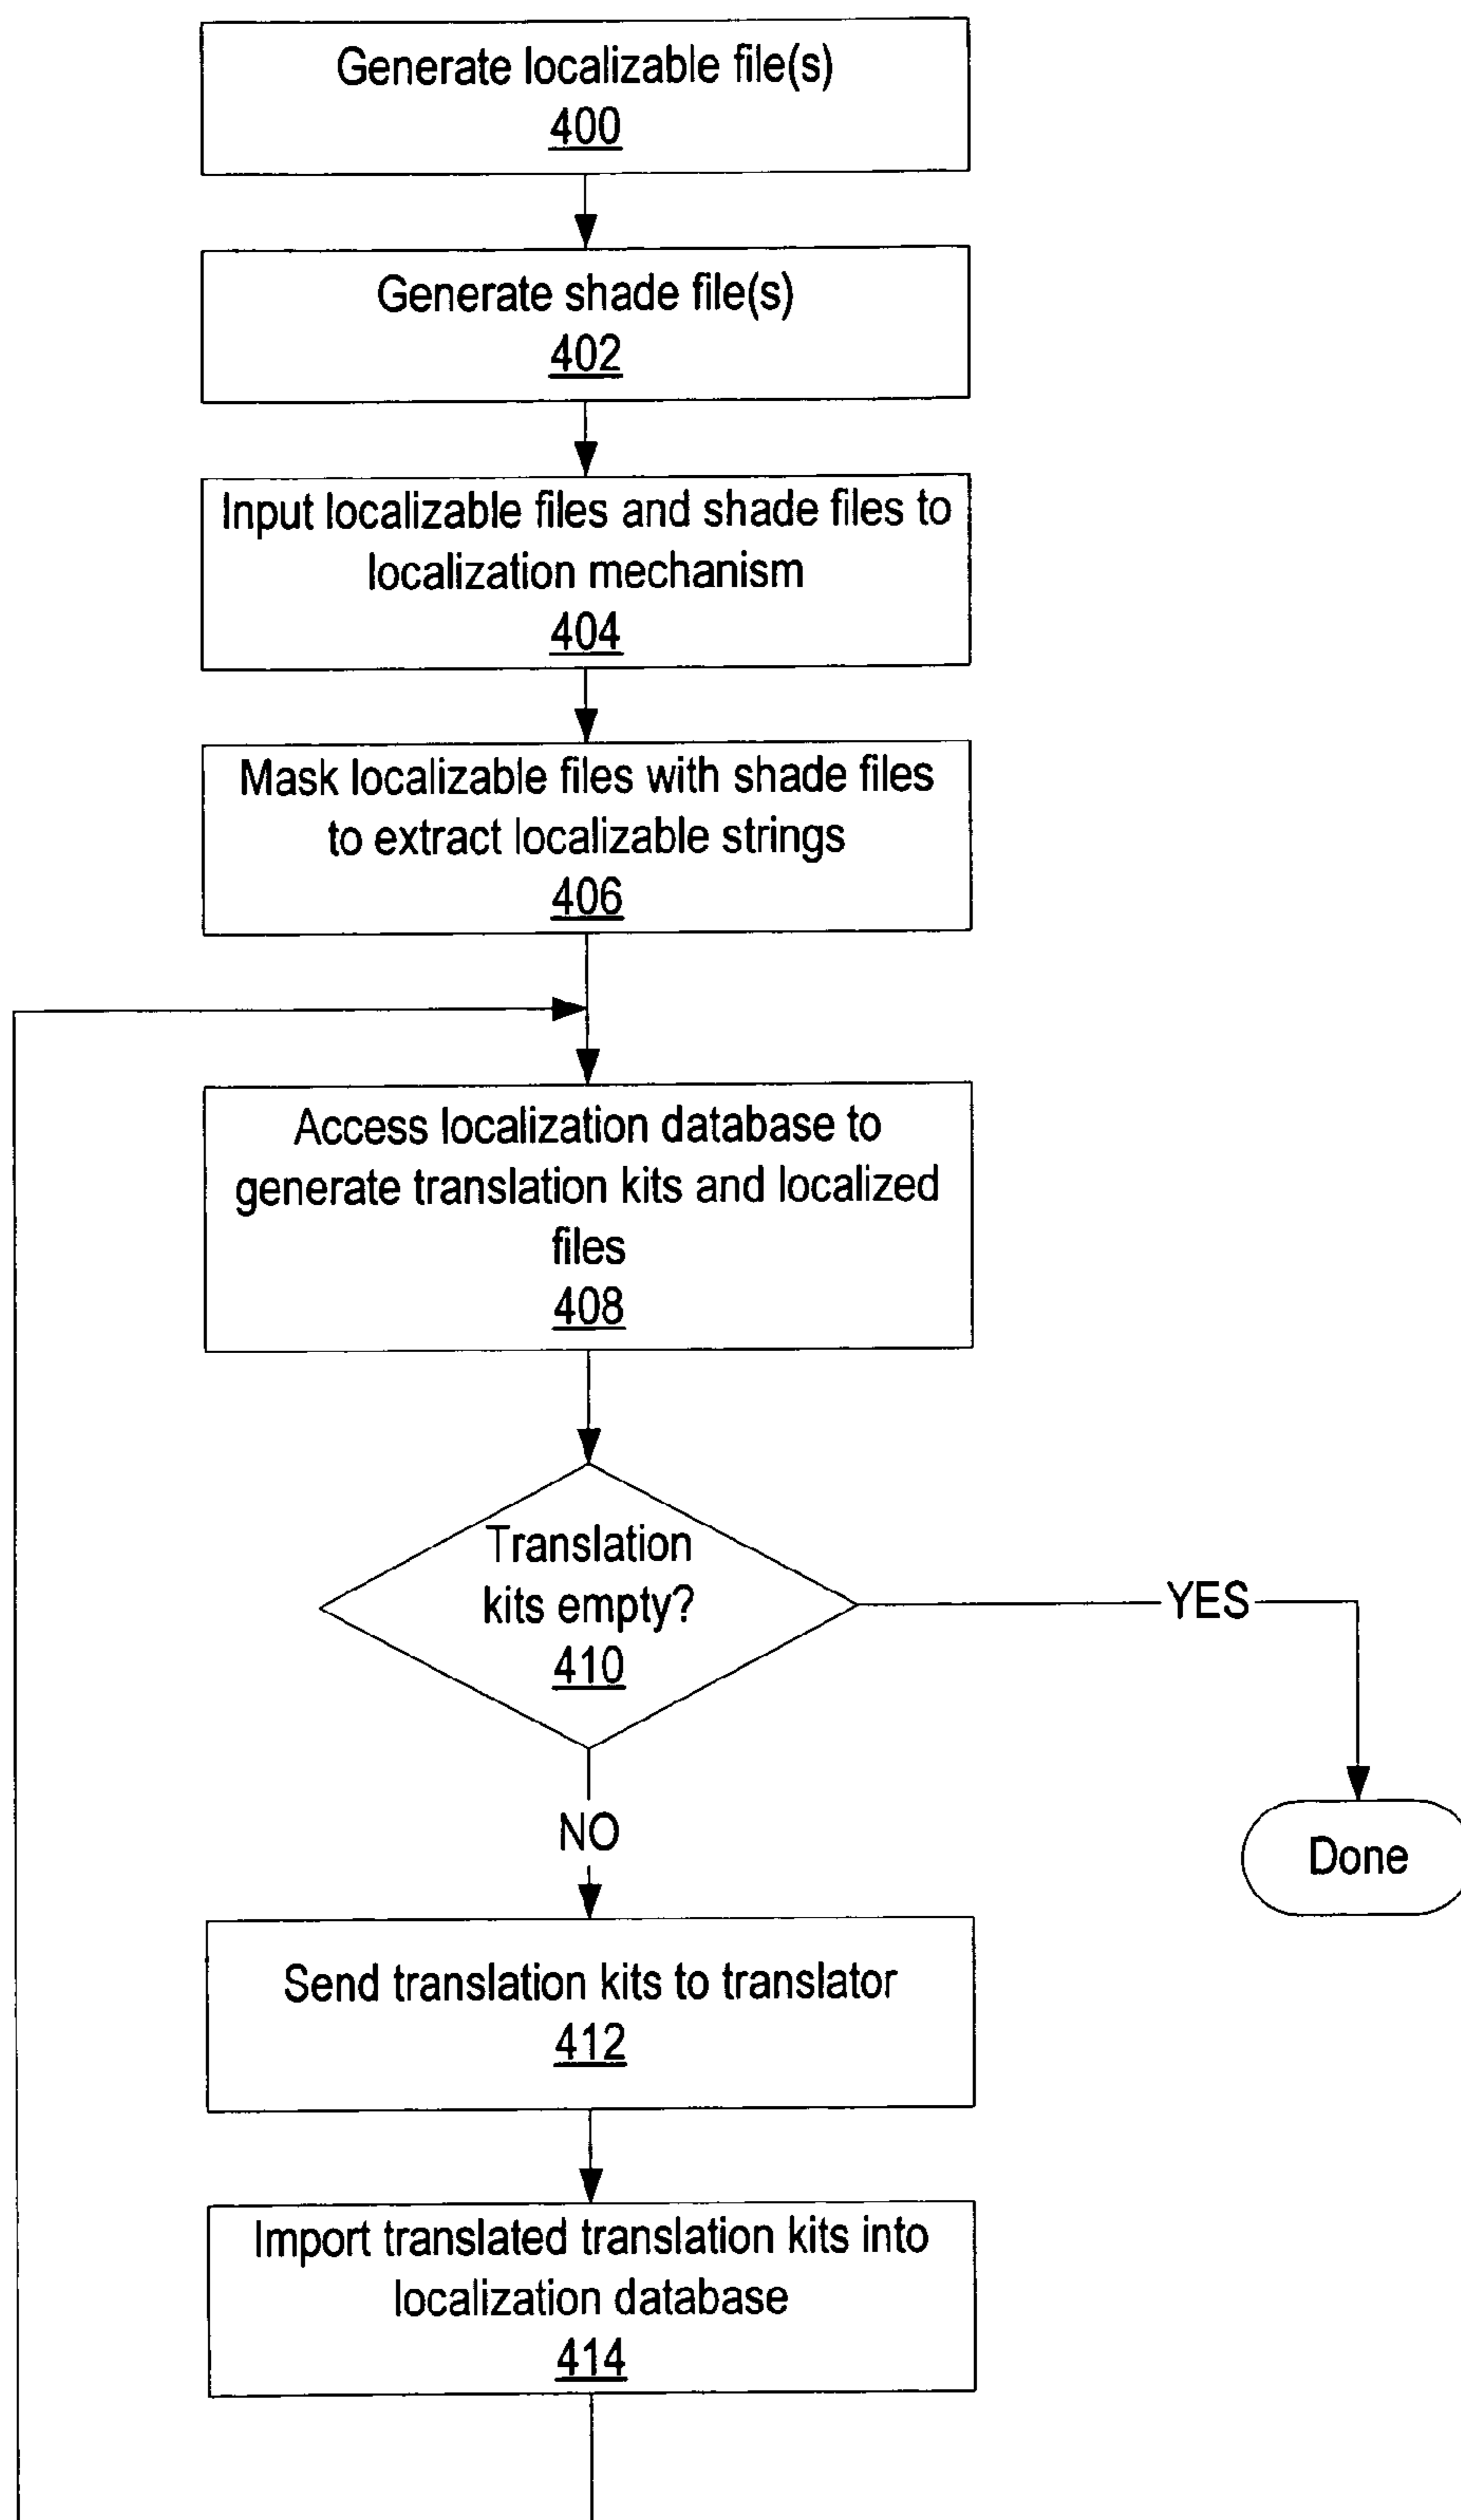 Generate localizable file(s)
400
Generate shade file(s)
402
Input localizable files and shade files to
localization mechanism
404
Mask localizable files with shade files
to extract localizable strings
406
Access localization database to
generate translation kits and localized
files
408
Translation
kits empty?
410
YES
Done
NO
Send translation kits to translator
412
Import translated translation kits into
localization database
414